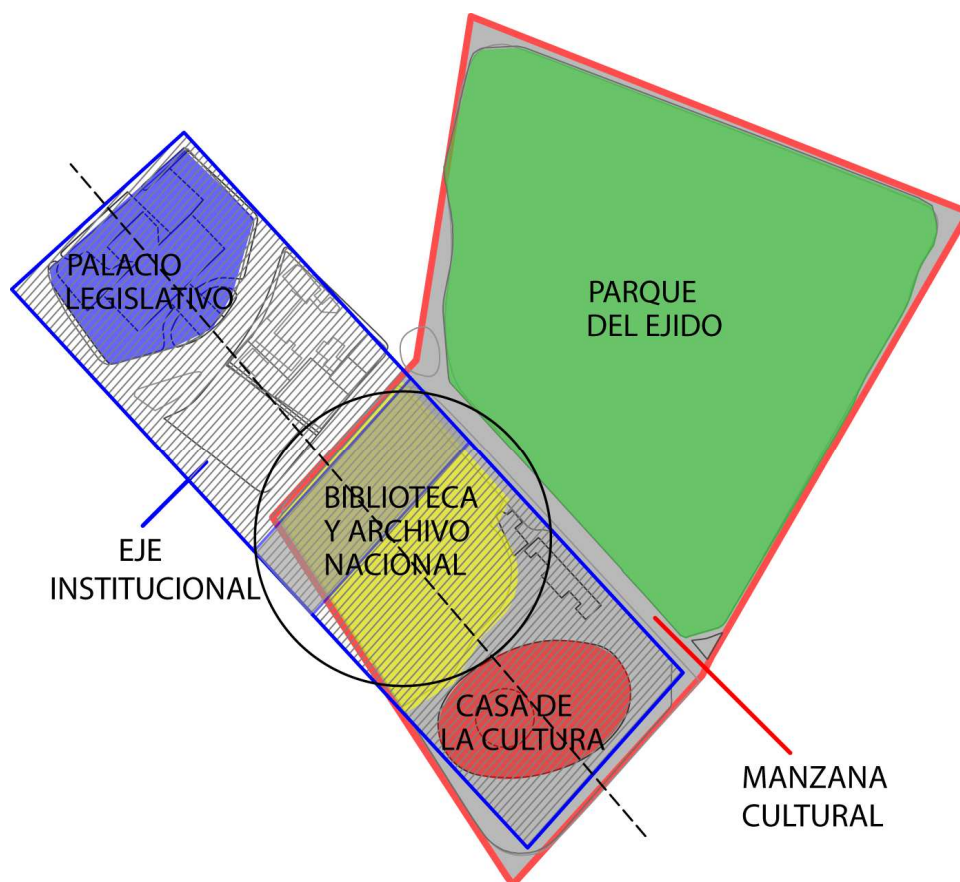 PALACIO
LEGISLATIVO
PARQUE
DEL EJIDO
BIBLIOTECA
Y ARCHIVO
NACIONAL
EJE
INSTITUCIONAL
CASA DE
LA CULTURA
MANZANA
CULTURAL